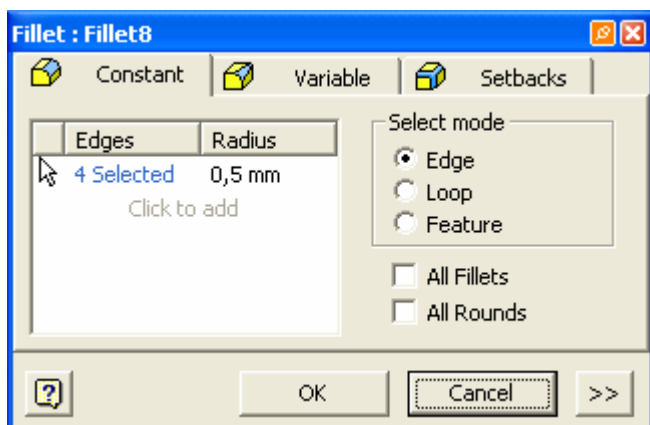 Fillet : Fillet8
Constant Variable Setbacks
Edges Radius
4 Selected 0,5 mm
Click to add
Select mode
Edge
Loop
Feature
All Fillets
All Rounds
? OK Cancel >>